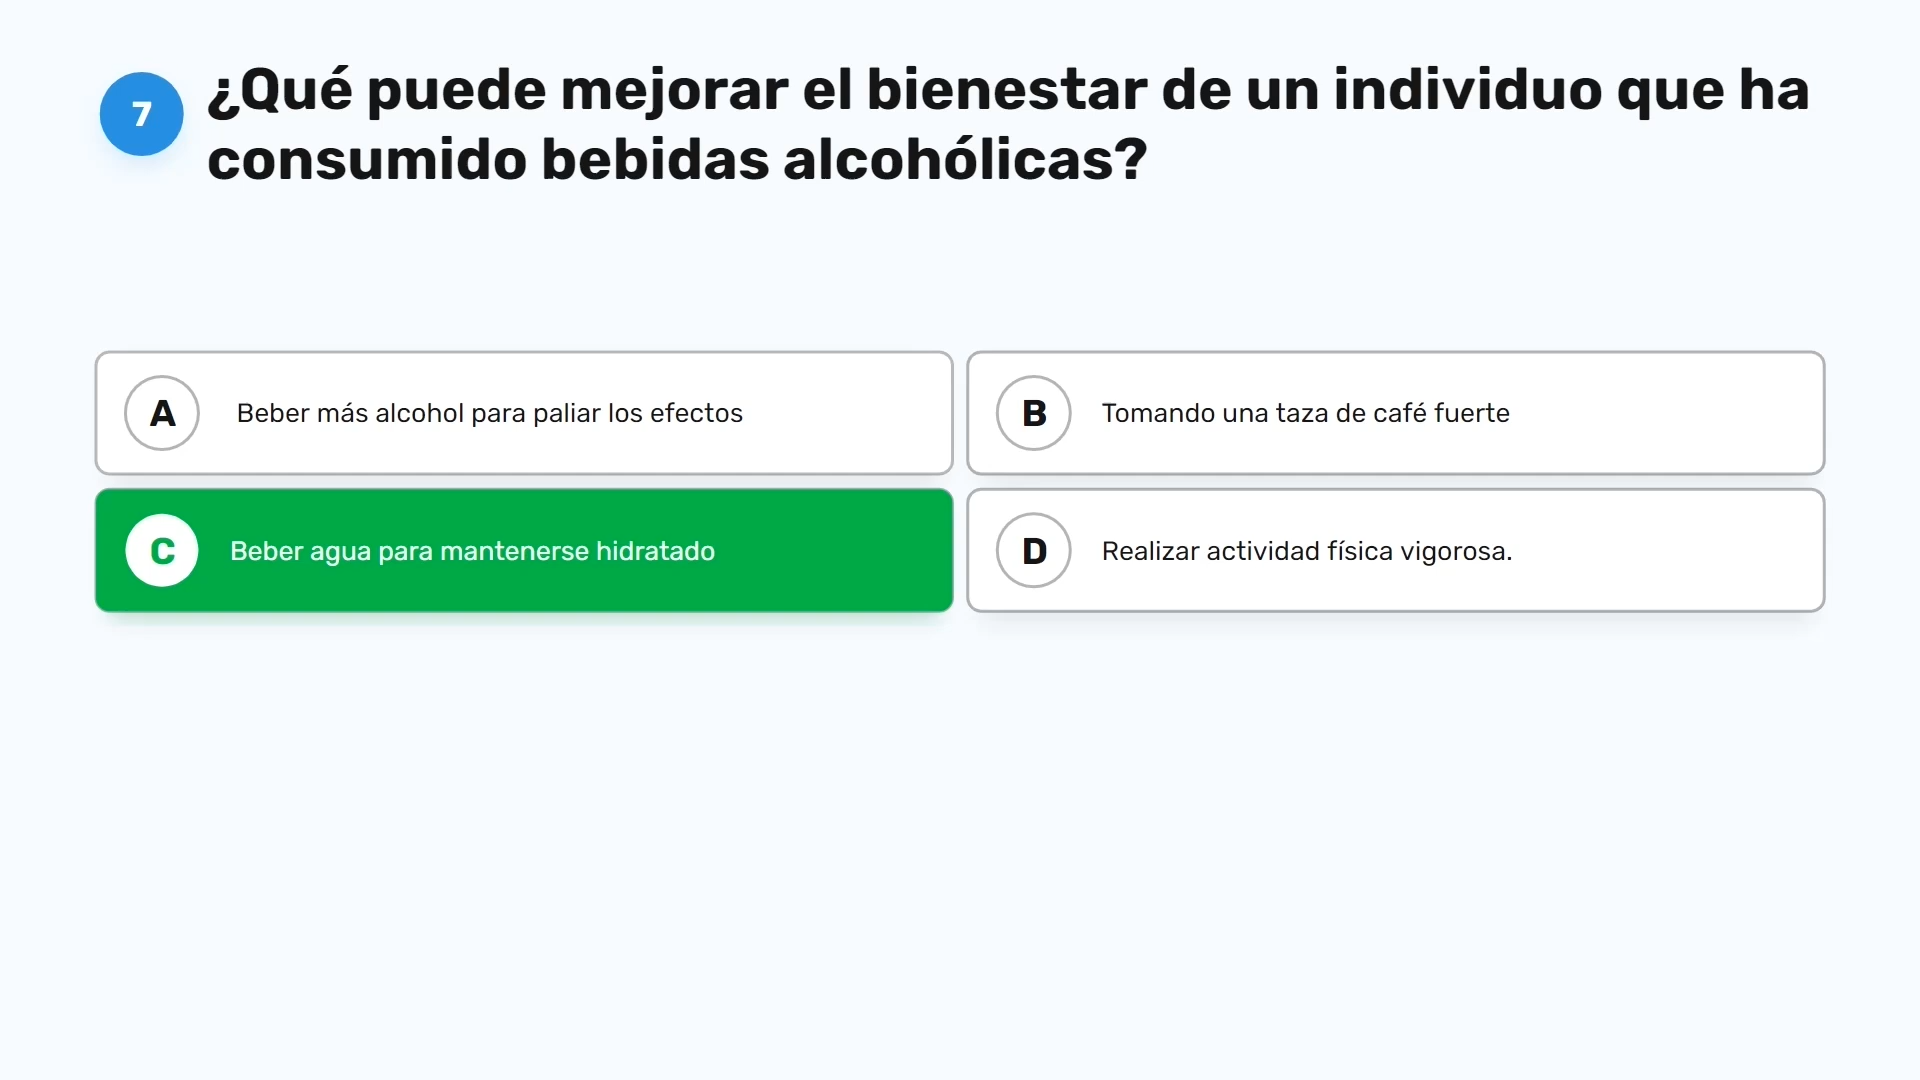 7
¿Qué puede mejorar el bienestar de un individuo que ha
consumido bebidas alcohólicas?
A
Beber más alcohol para paliar los efectos
B
Tomando una taza de café fuerte
C
Beber agua para mantenerse hidratado
D
Realizar actividad física vigorosa.